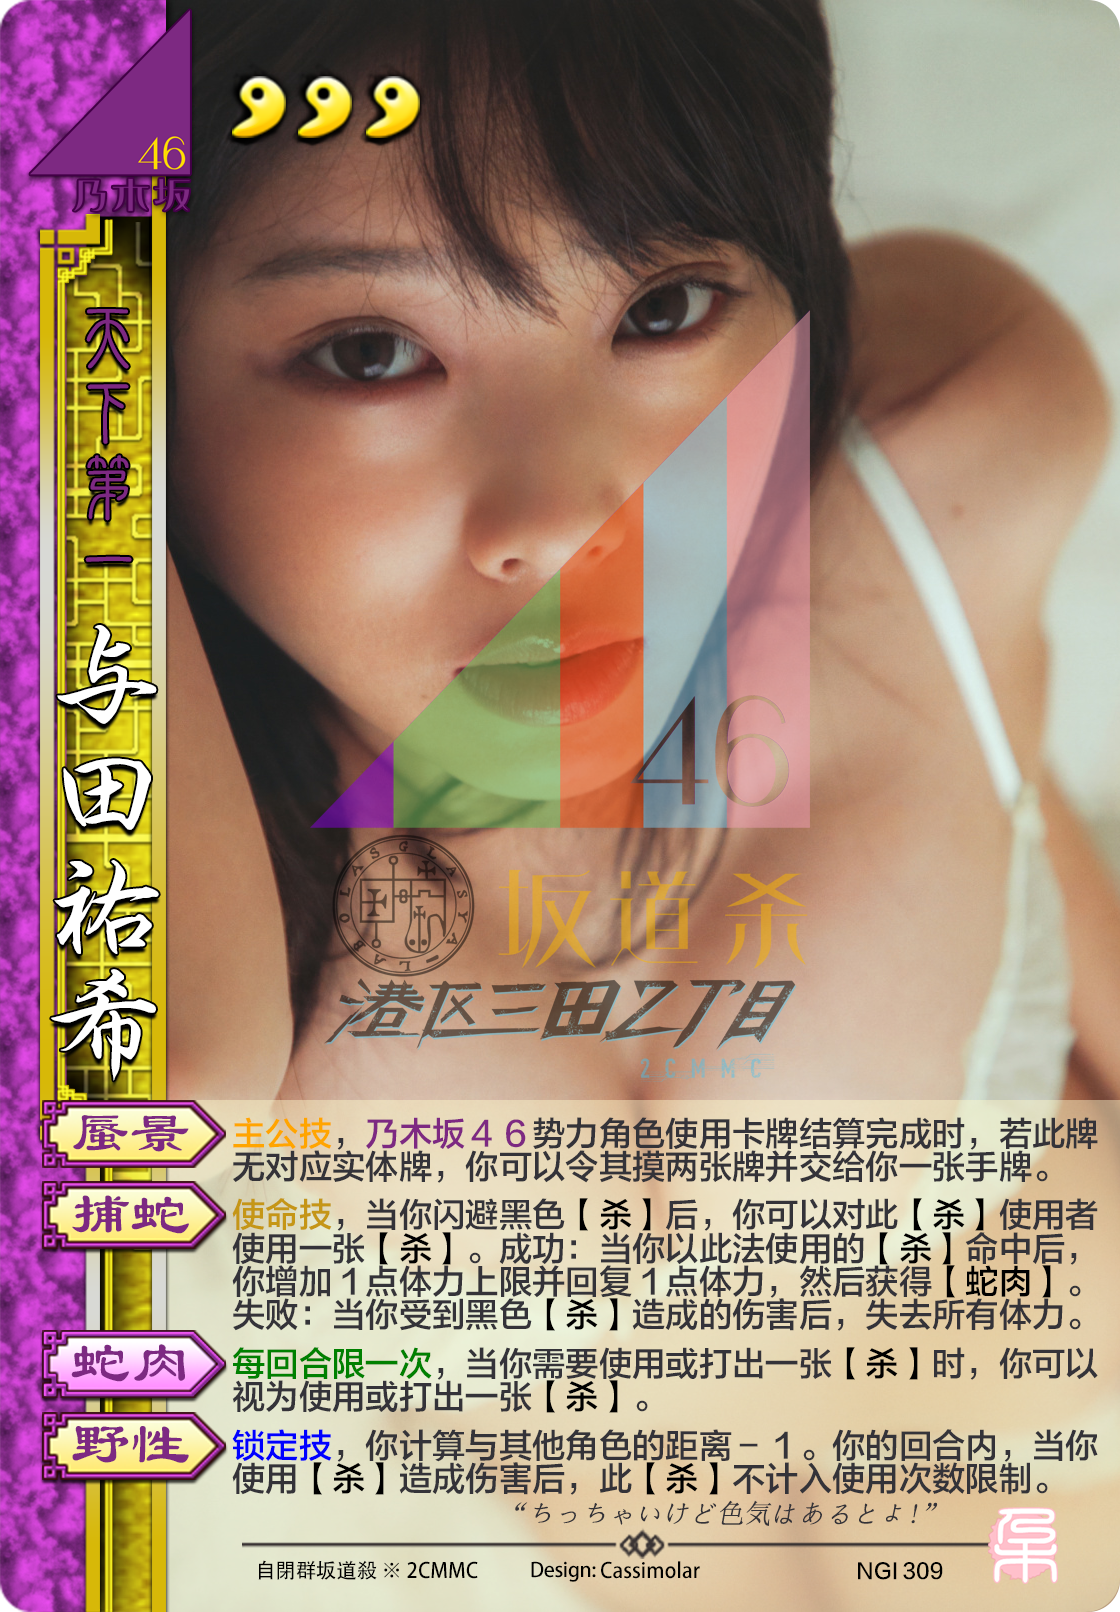 46
乃木坂
天下第一
与田祐希
46
GLASYA-LABOLAS
坂道杀
港区三田2丁目
2CMMC
蜃景
主公技，乃木坂４６势力角色使用卡牌结算完成时，若此牌
无对应实体牌，你可以令其摸两张牌并交给你一张手牌。
捕蛇
使命技，当你闪避黑色【杀】后，你可以对此【杀】使用者
使用一张【杀】。成功：当你以此法使用的【杀】命中后，
你增加１点体力上限并回复１点体力，然后获得【蛇肉】。
失败：当你受到黑色【杀】造成的伤害后，失去所有体力。
蛇肉
每回合限一次，当你需要使用或打出一张【杀】时，你可以
视为使用或打出一张【杀】。
野性
锁定技，你计算与其他角色的距离－１。你的回合内，当你
使用【杀】造成伤害后，此【杀】不计入使用次数限制。
“ちっちゃいけど色気はあるとよ！”
自閉群坂道殺 ※ 2CMMC Design: Cassimolar NGI 309